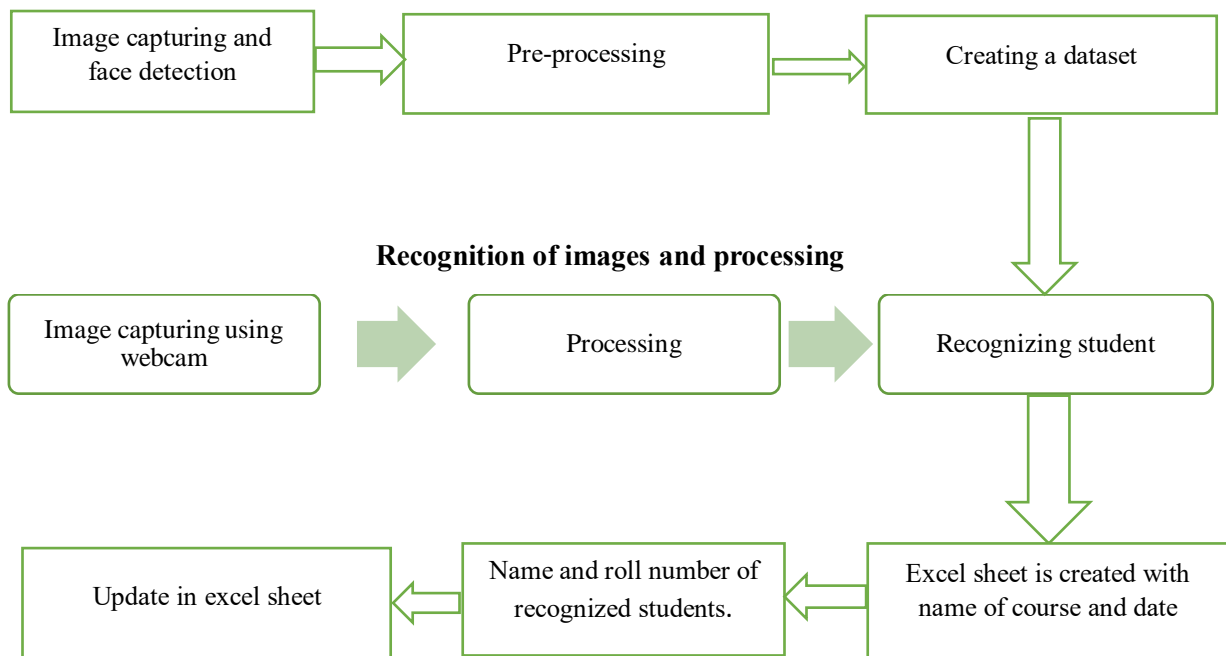 Image capturing and
face detection
Pre-processing
Creating a dataset
Recognition of images and processing
Image capturing using
webcam
Processing
Recognizing student
Update in excel sheet
Name and roll number of
recognized students.
Excel sheet is created with
name of course and date